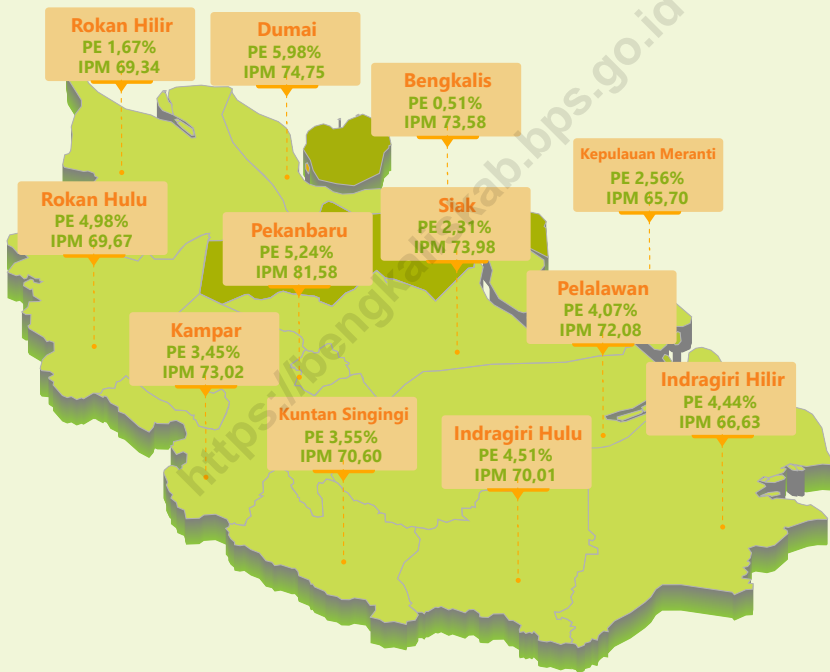 Rokan Hilir
PE 1,67%
IPM 69,34
Dumai
PE 5,98%
IPM 74,75
Bengkalis
PE 0,51%
IPM 73,58
Kepulauan Meranti
PE 2,56%
IPM 65,70
Rokan Hulu
PE 4,98%
IPM 69,67
Pekanbaru
PE 5,24%
IPM 81,58
Siak
PE 2,31%
IPM 73,98
Pelalawan
PE 4,07%
IPM 72,08
Kampar
PE 3,45%
IPM 73,02
Indragiri Hilir
PE 4,44%
IPM 66,63
Kuntan Singingi
PE 3,55%
IPM 70,60
Indragiri Hulu
PE 4,51%
IPM 70,01
https://bengkaliskab.bps.go.id